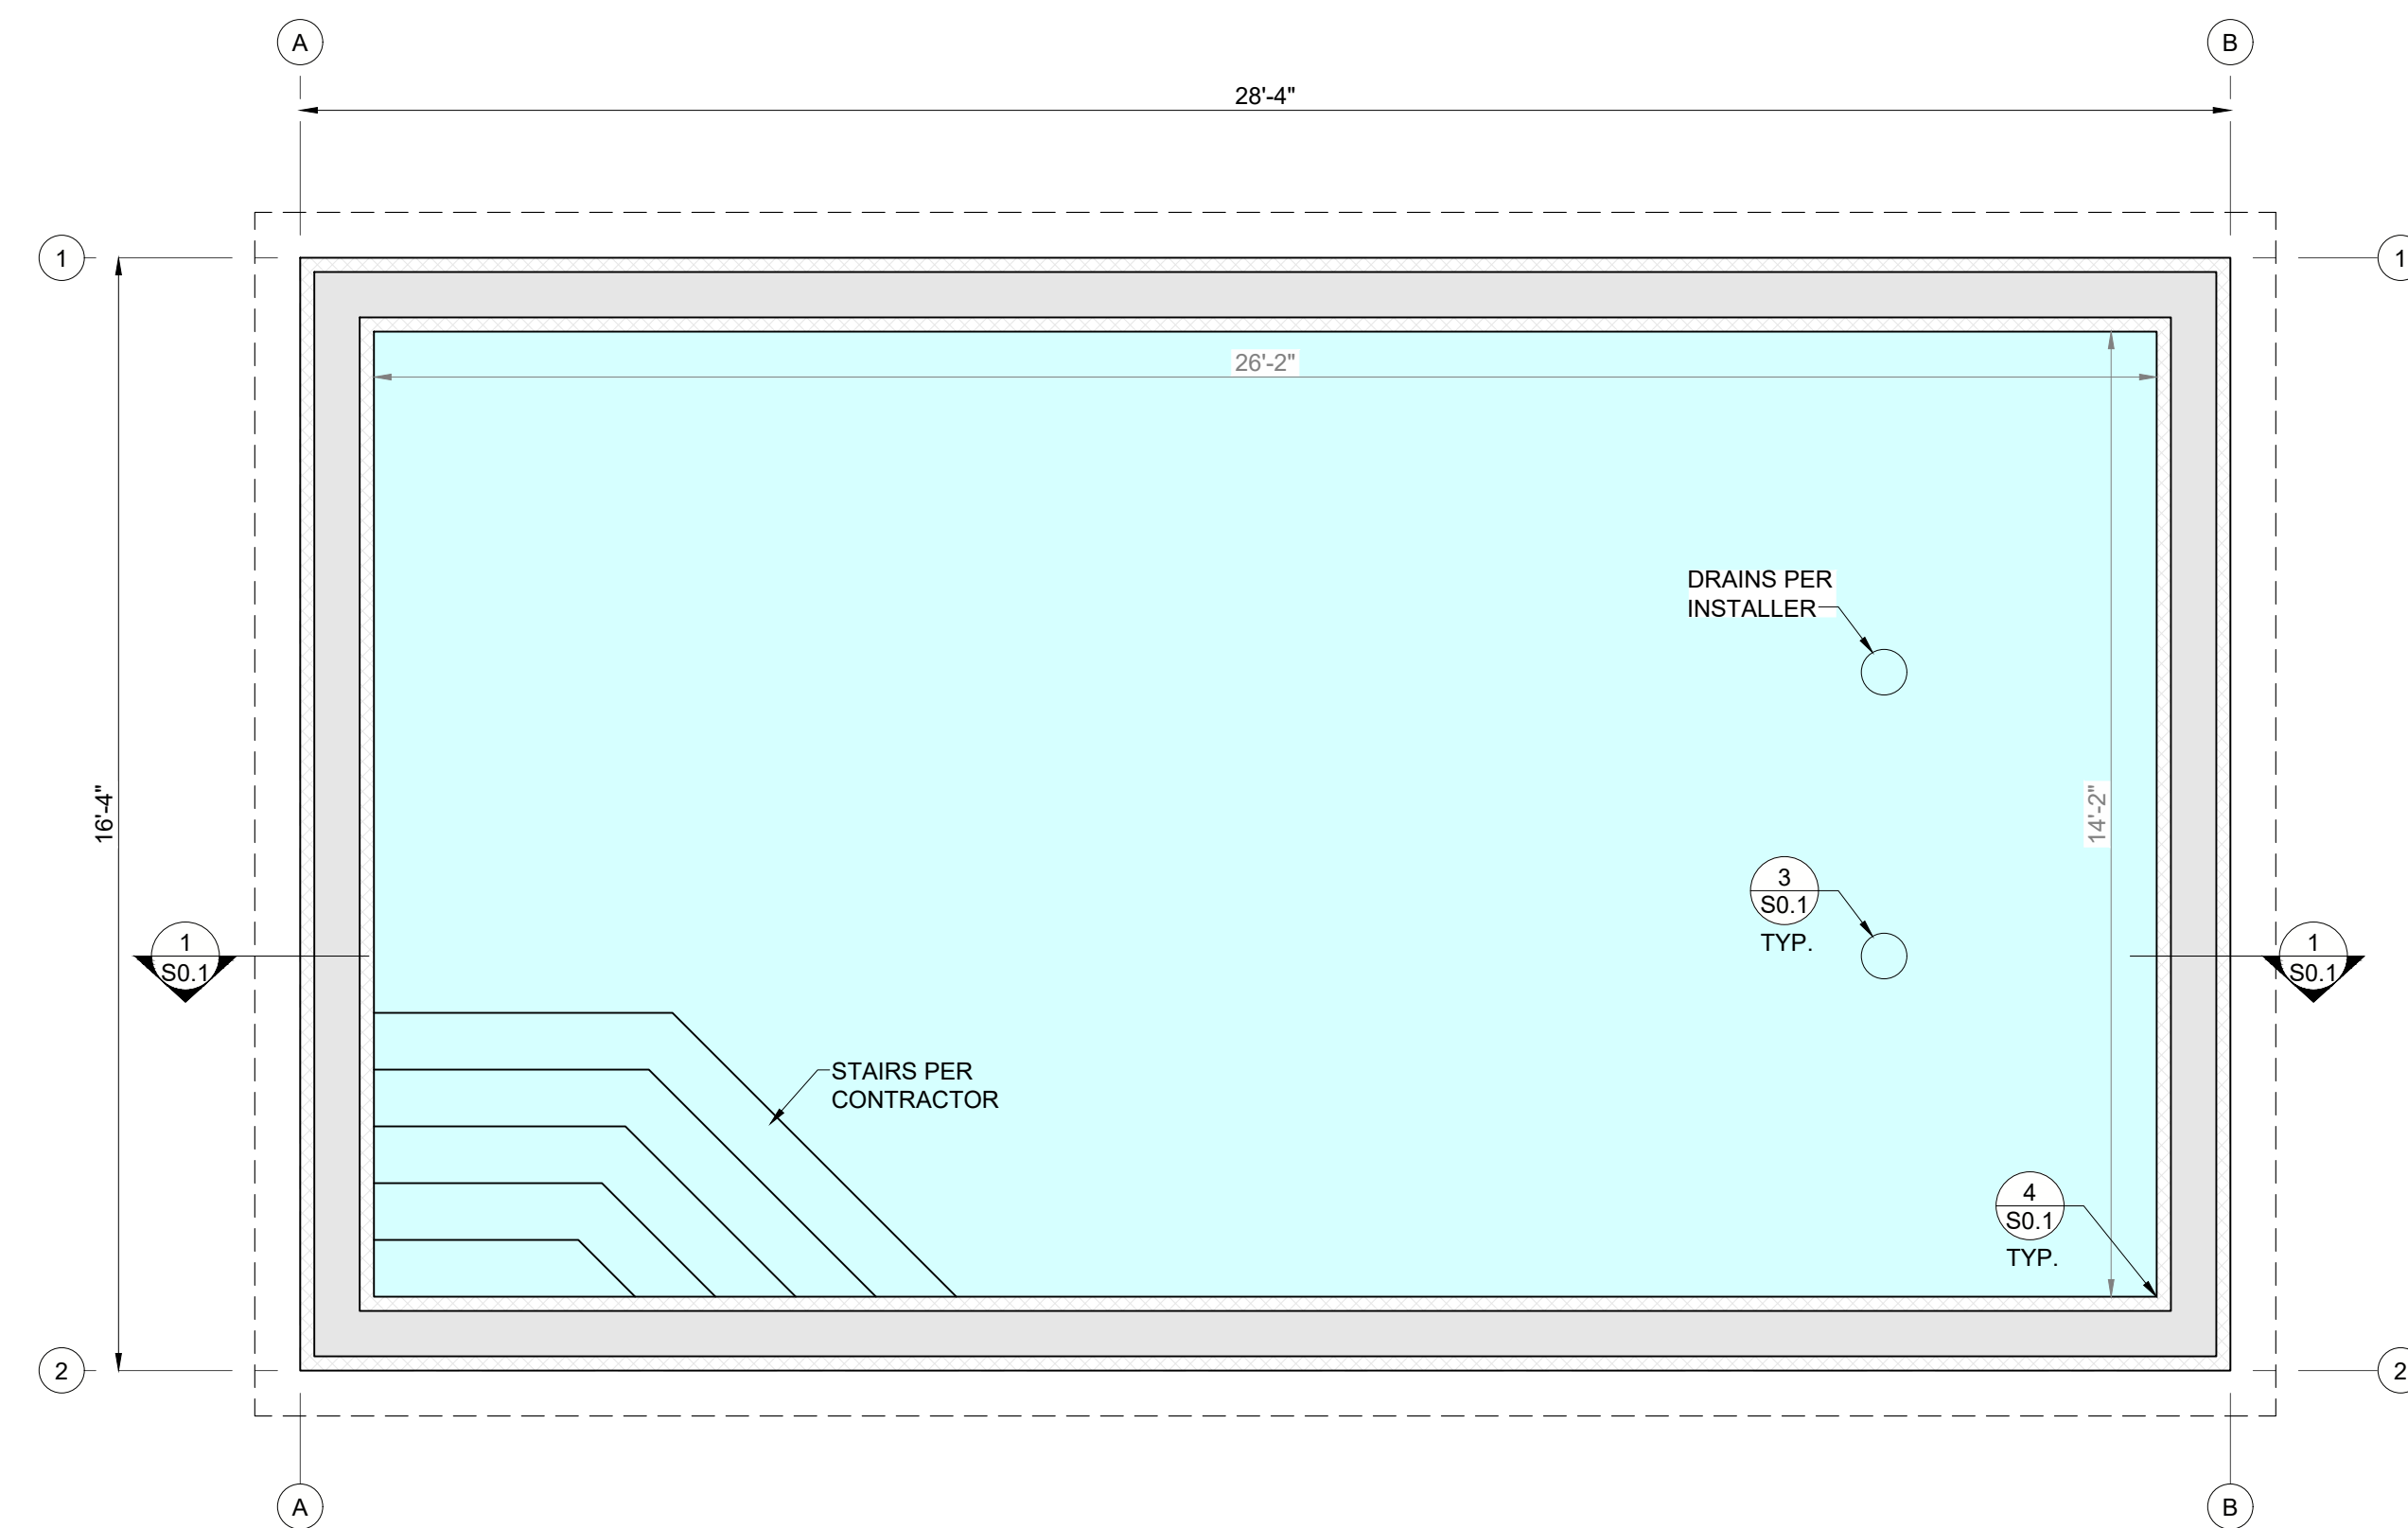 A
B
28'-4"
1
1
26'-2"
DRAINS PER
INSTALLER
16'-4"
14'-2"
3
S0.1
TYP.
1
S0.1
1
S0.1
STAIRS PER
CONTRACTOR
4
S0.1
TYP.
2
2
A
B